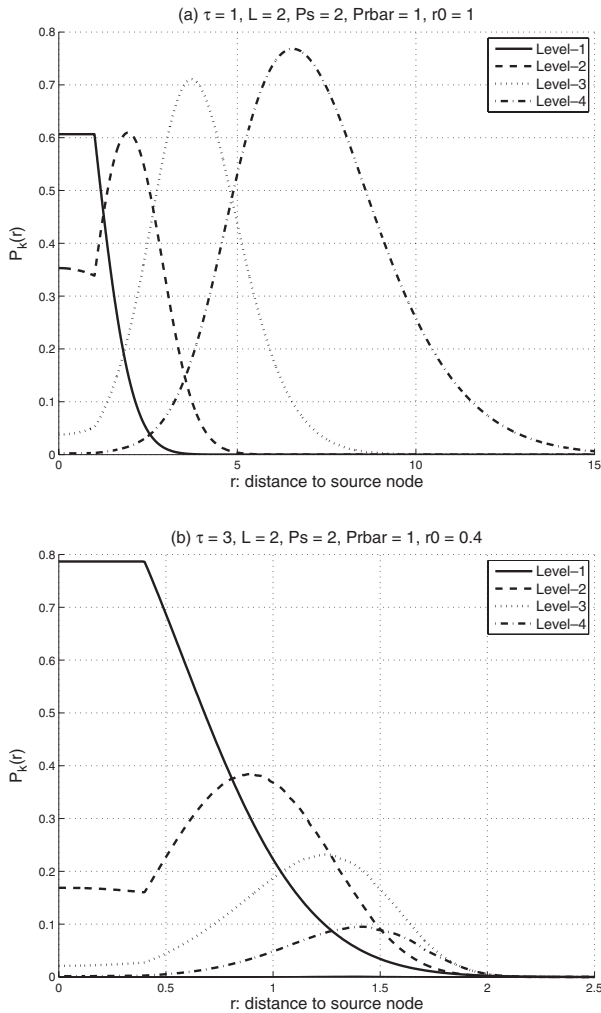 (a) τ = 1, L = 2, Ps = 2, Prbar = 1, r0 = 1
0.8
0.7
0.6
0.5
0.4
0.3
0.2
0.1
0
P_k(r)
Level–1
Level–2
Level–3
Level–4
0 5 10 15
r: distance to source node
(b) τ = 3, L = 2, Ps = 2, Prbar = 1, r0 = 0.4
0.8
0.7
0.6
0.5
0.4
0.3
0.2
0.1
0
P_k(r)
Level–1
Level–2
Level–3
Level–4
0 0.5 1 1.5 2 2.5
r: distance to source node